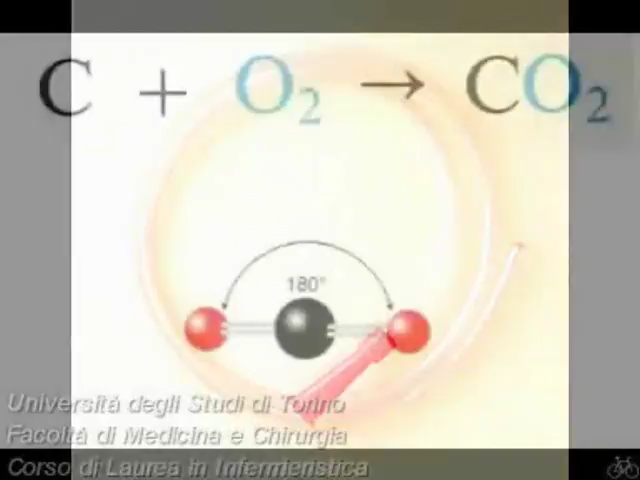 C + O₂ → CO₂
180°
Università degli Studi di Torino
Facoltà di Medicina e Chirurgia
Corso di Laurea in Infermieristica